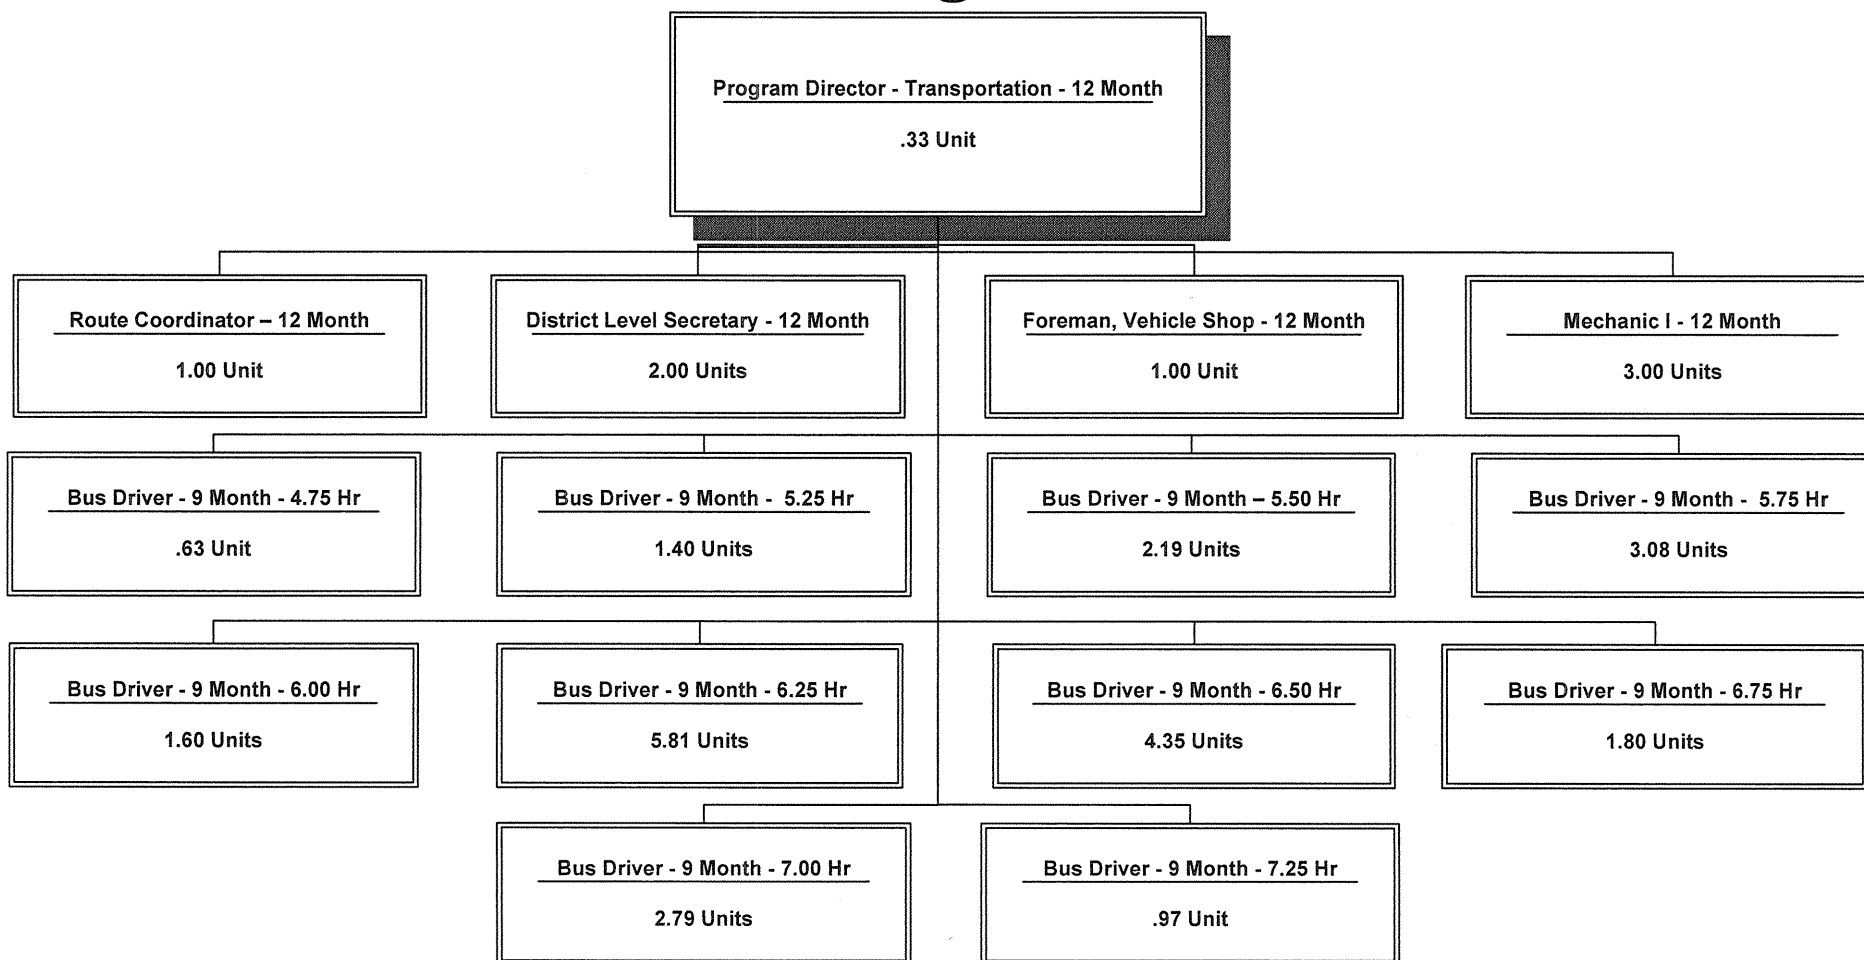 Program Director - Transportation - 12 Month
.33 Unit
Route Coordinator – 12 Month
1.00 Unit
District Level Secretary - 12 Month
2.00 Units
Foreman, Vehicle Shop - 12 Month
1.00 Unit
Mechanic I - 12 Month
3.00 Units
Bus Driver - 9 Month - 4.75 Hr
.63 Unit
Bus Driver - 9 Month -  5.25 Hr
1.40 Units
Bus Driver - 9 Month – 5.50 Hr
2.19 Units
Bus Driver - 9 Month -  5.75 Hr
3.08 Units
Bus Driver - 9 Month - 6.00 Hr
1.60 Units
Bus Driver - 9 Month - 6.25 Hr
5.81 Units
Bus Driver - 9 Month - 6.50 Hr
4.35 Units
Bus Driver - 9 Month - 6.75 Hr
1.80 Units
Bus Driver - 9 Month - 7.00 Hr
2.79 Units
Bus Driver - 9 Month - 7.25 Hr
.97 Unit